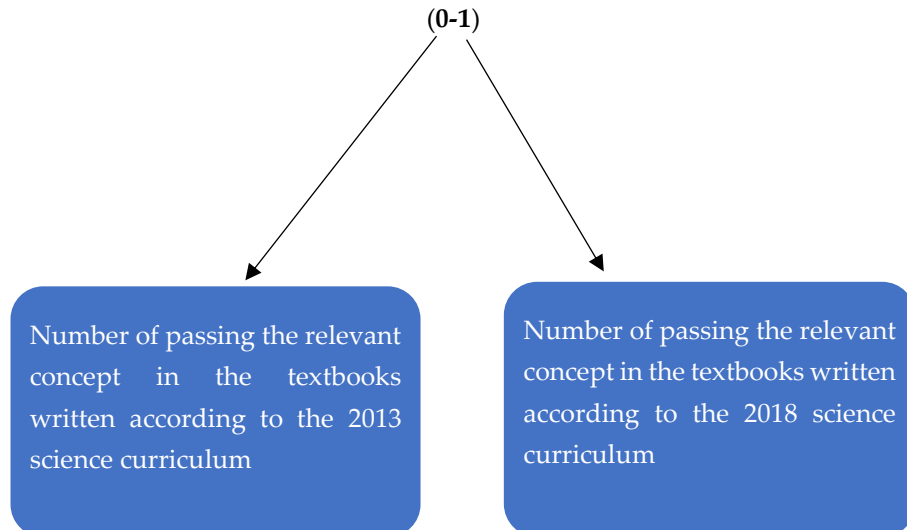 (0-1)
Number of passing the relevant
concept in the textbooks
written according to the 2013
science curriculum
Number of passing the relevant
concept in the textbooks written
according to the 2018 science
curriculum